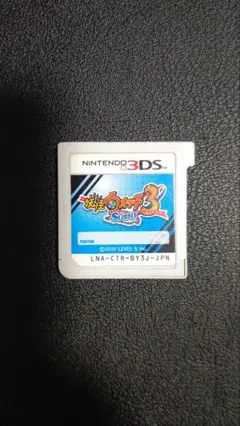 NINTENDO 3DS
妖怪ウォッチ3
©2016 LEVEL-5 Inc.
LNA-CTR-BY3J-JPN